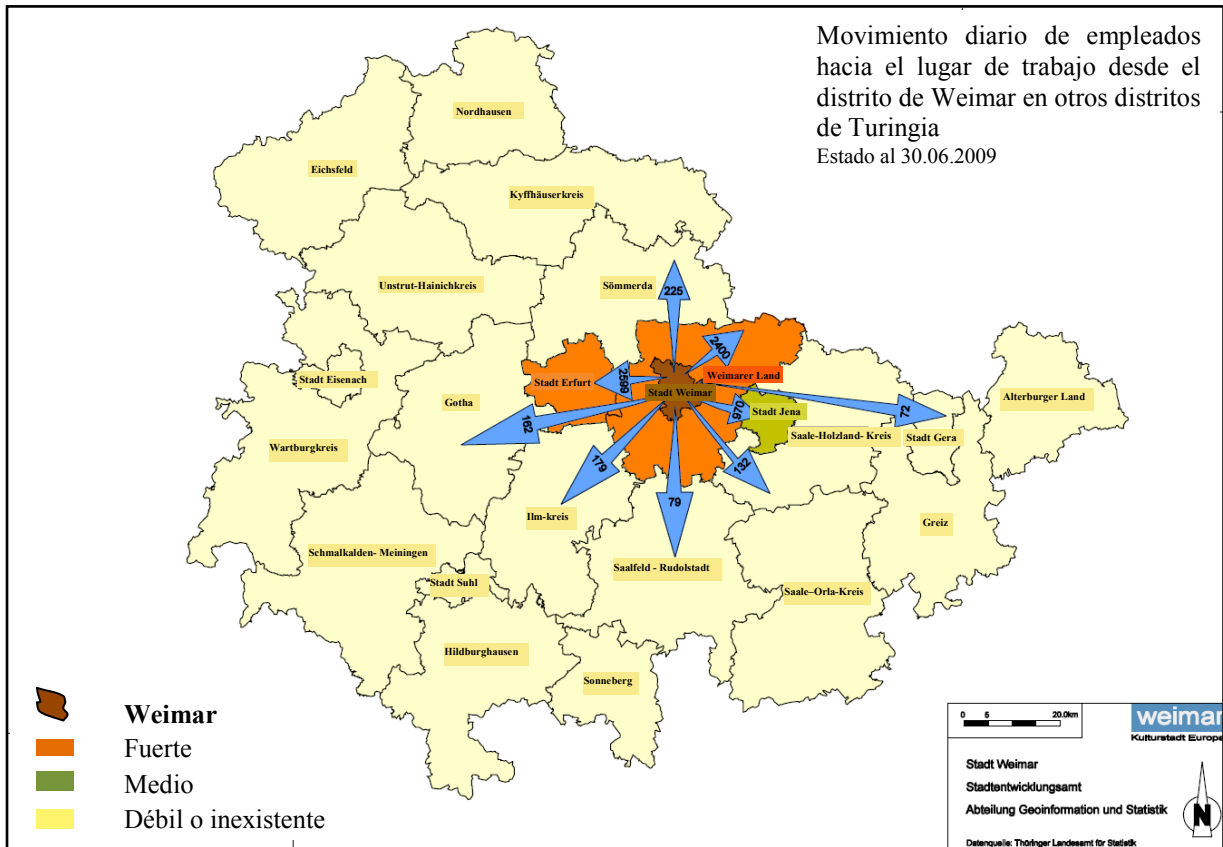 Movimiento diario de empleados
hacia el lugar de trabajo desde el
distrito de Weimar en otros distritos
de Turingia
Estado al 30.06.2009
Nordhausen
Eichsfeld
Kyffhäuserkreis
Unstrut-Hainichkreis
Sömmerda
225
2400
Stadt Eisenach
Stadt Erfurt
2599
Weimarer Land
Stadt Weimar
Gotha
970
Stadt Jena
72
Alterburger Land
162
Wartburgkreis
Saale-Holzland- Kreis
Stadt Gera
179
132
79
Ilm-kreis
Greiz
Schmalkalden- Meiningen
Saalfeld - Rudolstadt
Stadt Suhl
Saale–Orla-Kreis
Hildburghausen
Sonneberg
Weimar
Fuerte
Medio
Débil o inexistente
0 5 20.0km
weimar
Kulturstadt Europa
Stadt Weimar
Stadtentwicklungsamt
Abteilung Geoinformation und Statistik
N
Datenquelle: Thüringer Landesamt für Statistik